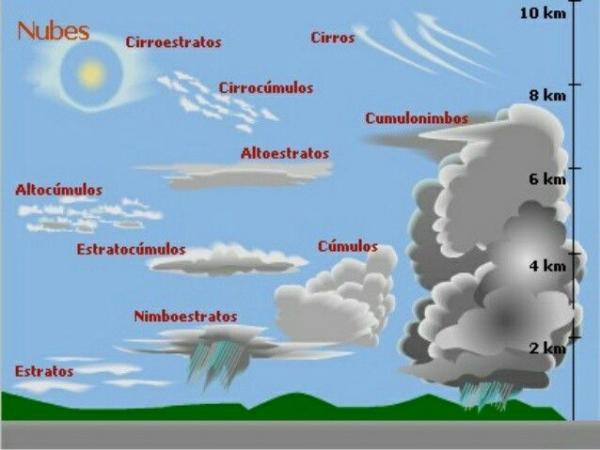 Nubes
Cirroestratos
Cirros
10 km
Cirrocúmulos
8 km
Cumulonimbos
Altoestratos
6 km
Altocúmulos
Estratocúmulos
Cúmulos
4 km
Nimboestratos
2 km
Estratos